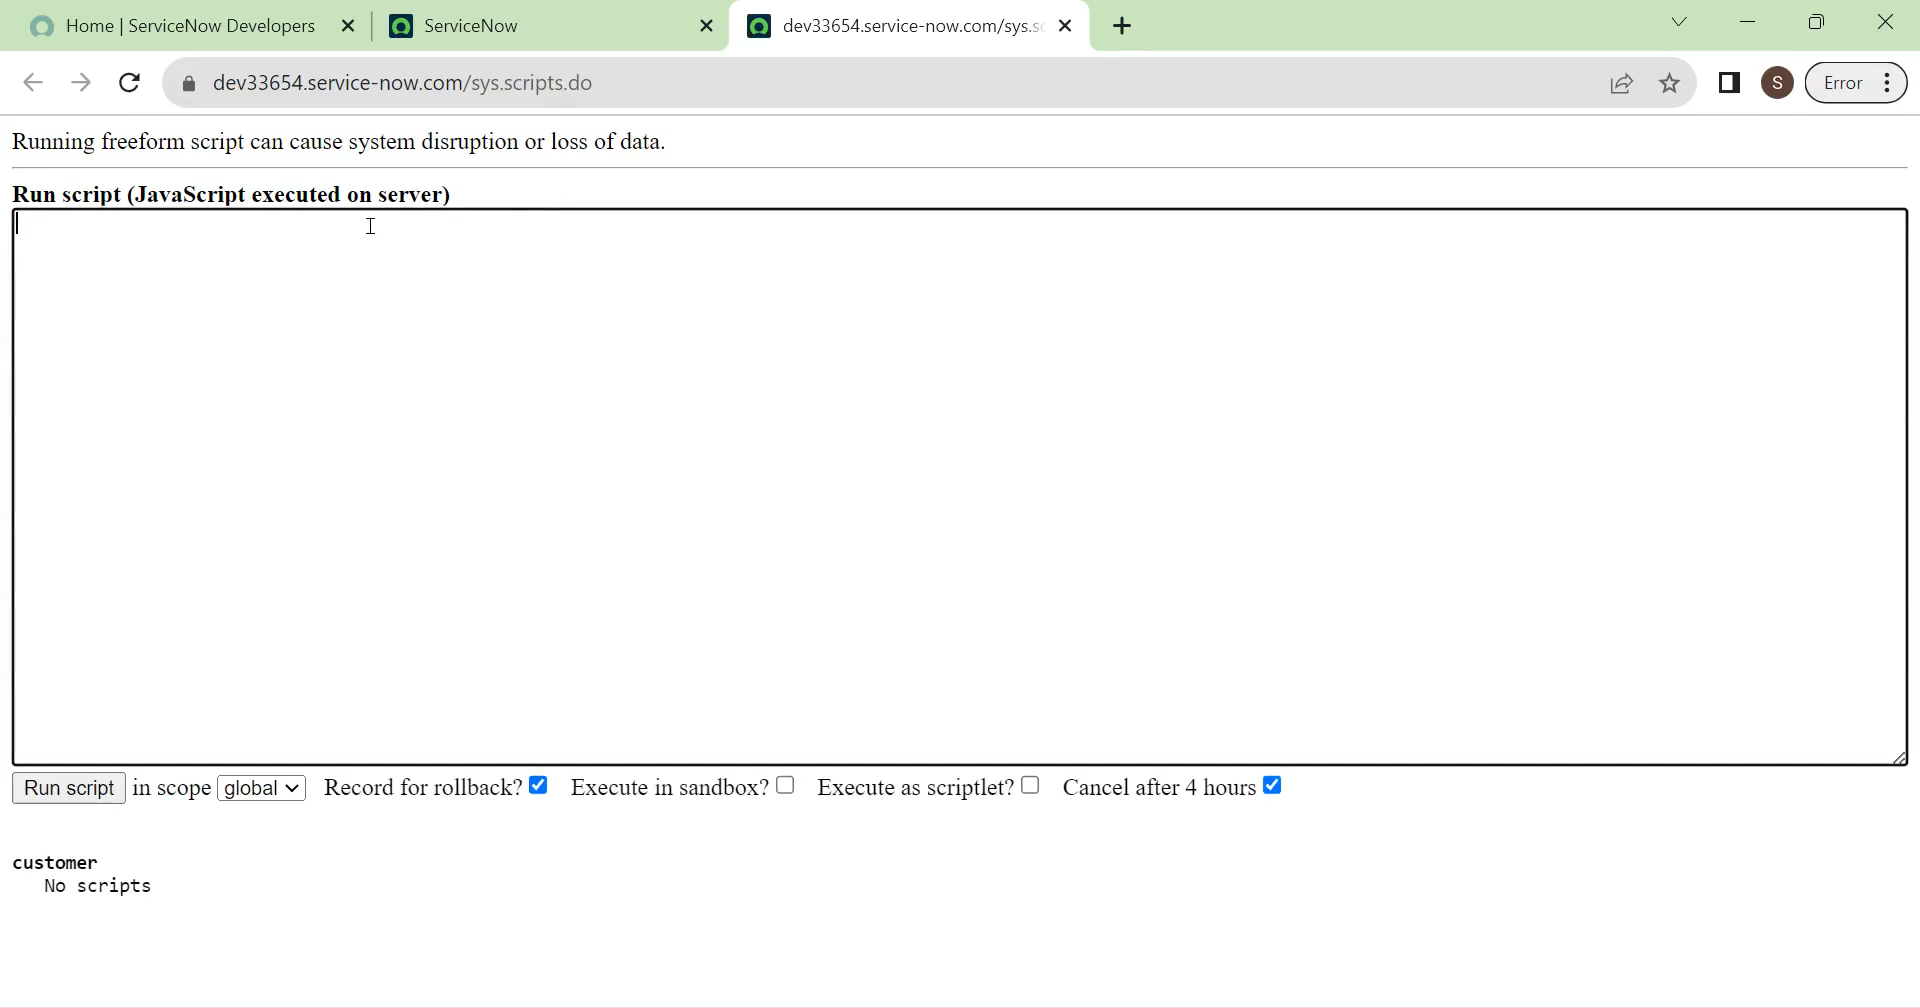 Home | ServiceNow Developers
ServiceNow
dev33654.service-now.com/sys.sc
dev33654.service-now.com/sys.scripts.do
S
Error
Running freeform script can cause system disruption or loss of data.
Run script (JavaScript executed on server)
Run script in scope global Record for rollback? Execute in sandbox? Execute as scriptlet? Cancel after 4 hours
customer
No scripts